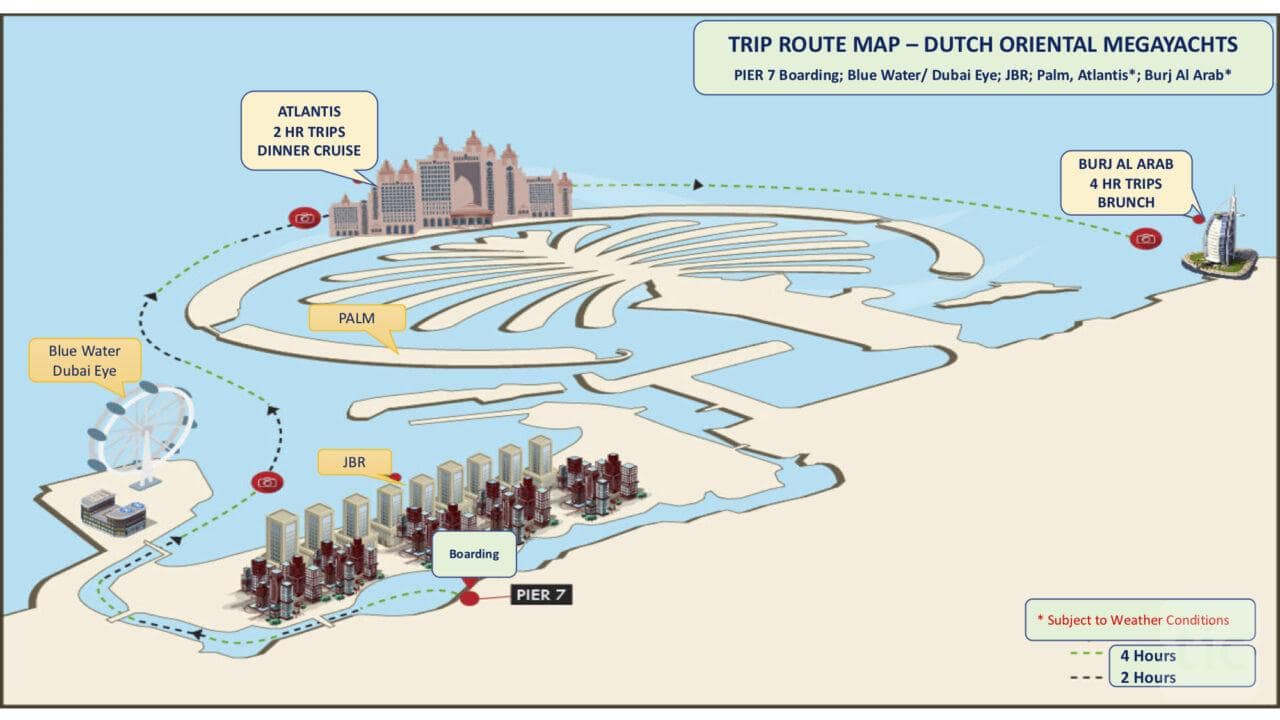 TRIP ROUTE MAP – DUTCH ORIENTAL MEGAYACHTS
PIER 7 Boarding; Blue Water/ Dubai Eye; JBR; Palm, Atlantis*; Burj Al Arab*
ATLANTIS
2 HR TRIPS
DINNER CRUISE
BURJ AL ARAB
4 HR TRIPS
BRUNCH
PALM
Blue Water
Dubai Eye
JBR
Boarding
PIER 7
* Subject to Weather Conditions
4 Hours
2 Hours